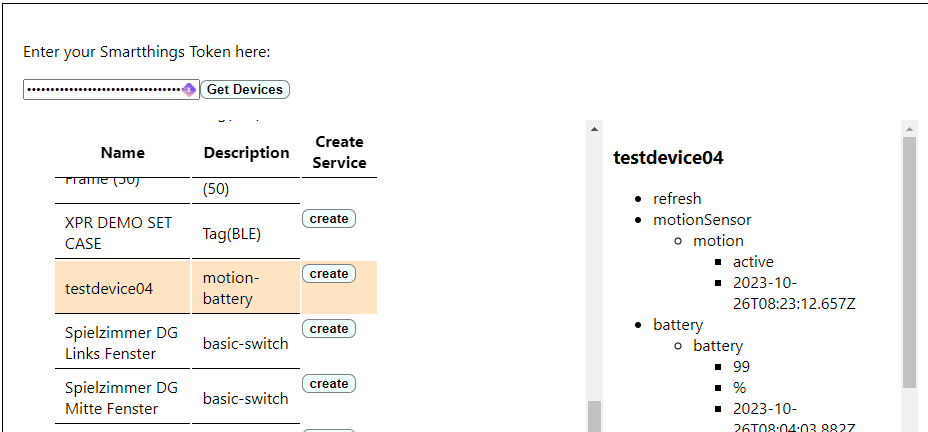 Enter your Smartthings Token here:
Get Devices
Name Description Create
Service
Frame (50)
(50)
XPR DEMO SET
CASE
Tag(BLE)
create
testdevice04
motion-
battery
create
Spielzimmer DG
Links Fenster
basic-switch
create
Spielzimmer DG
Mitte Fenster
basic-switch
create
testdevice04
refresh
motionSensor
motion
active
2023-10-
26T08:23:12.657Z
battery
battery
99
%
2023-10-
26T08:04:03.882Z